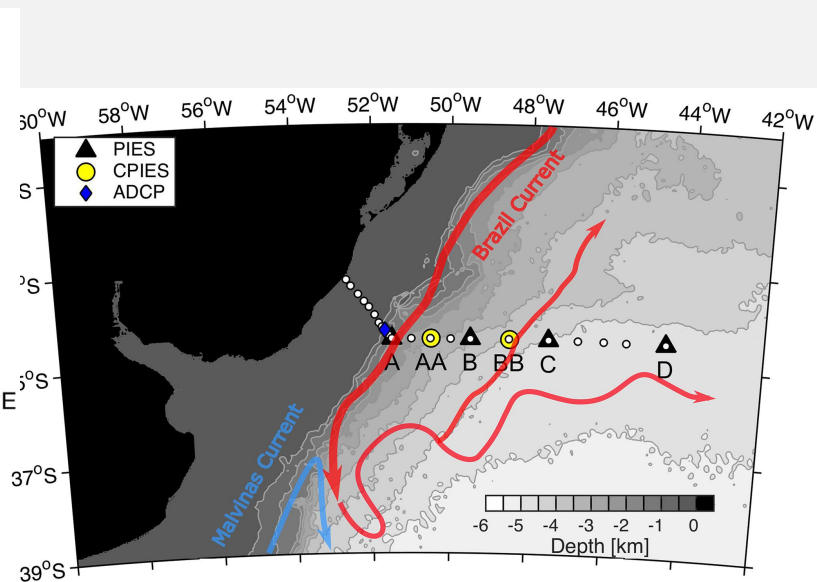 58°W 56°W 54°W 52°W 50°W 48°W 46°W 44°W 42°W
PIES
CPIES
ADCP
Brazil Current
°S
A AA B BB C D
E
Malvinas Current
37°S
-6 -5 -4 -3 -2 -1 0
Depth [km]
39°S